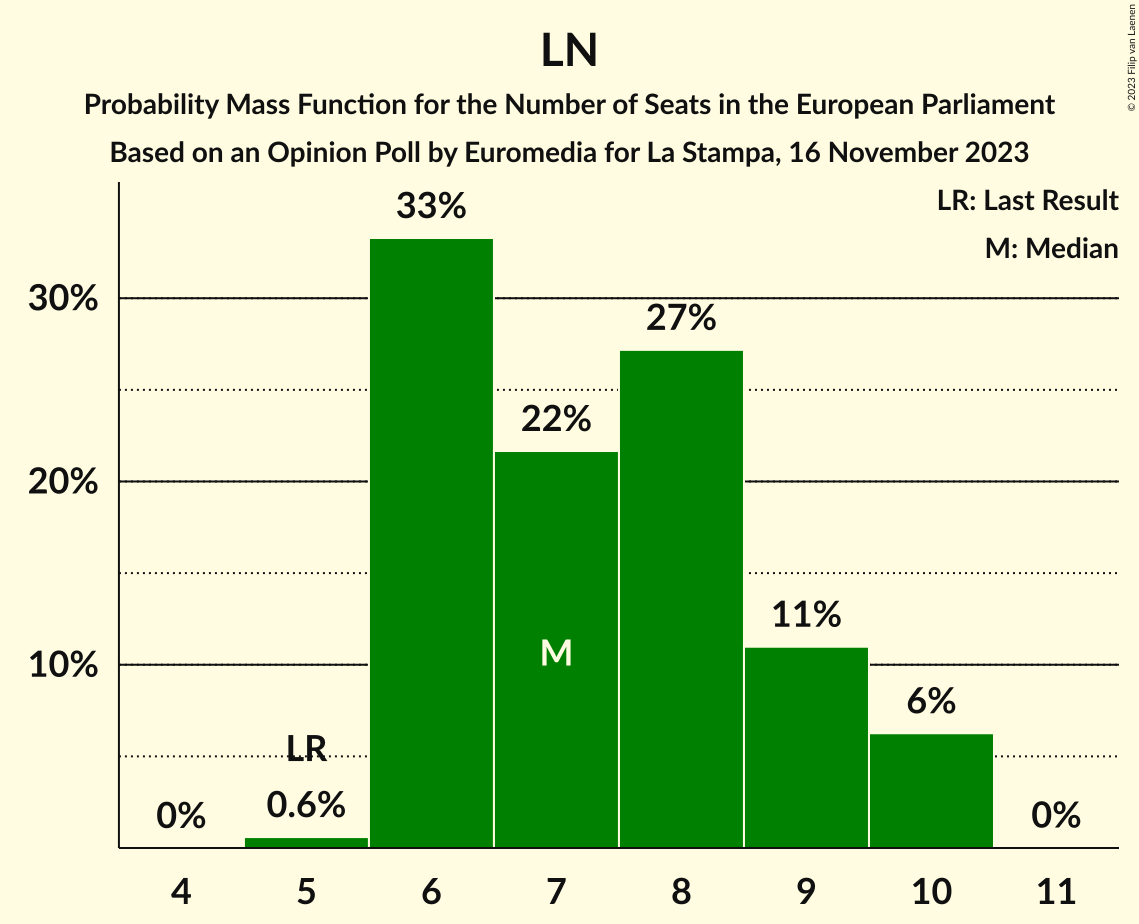 LN
Probability Mass Function for the Number of Seats in the European Parliament
Based on an Opinion Poll by Euromedia for La Stampa, 16 November 2023
© 2023 Filip van Laenen
LR: Last Result
M: Median
33%
30%
27%
22%
20%
11%
M
10%
6%
LR
0%
0.6%
0%
4 5 6 7 8 9 10 11